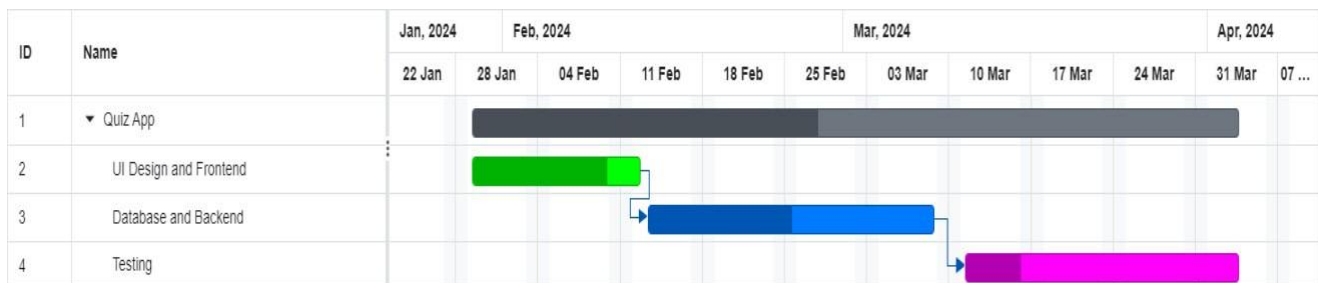 ID Name Jan, 2024 Feb, 2024 Mar, 2024 Apr, 2024
22 Jan 28 Jan 04 Feb 11 Feb 18 Feb 25 Feb 03 Mar 10 Mar 17 Mar 24 Mar 31 Mar 07 ...
1 Quiz App
2 UI Design and Frontend
3 Database and Backend
4 Testing